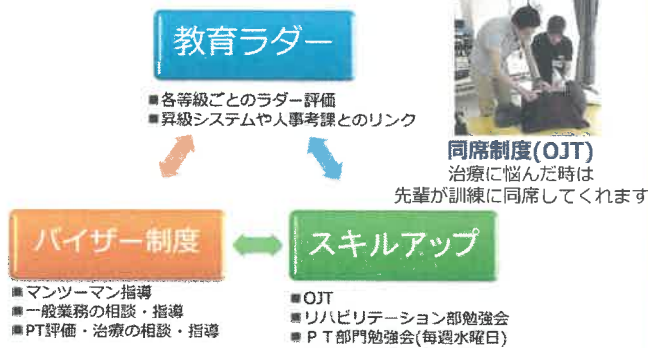 教育ラダー
■各等級ごとのラダー評価
■昇級システムや人事考課とのリンク
同席制度(OJT)
治療に悩んだ時は
先輩が訓練に同席してくれます
バイザー制度
■マンツーマン指導
■一般業務の相談・指導
■PT評価・治療の相談・指導
スキルアップ
■OJT
■リハビリテーション部勉強会
■ＰＴ部門勉強会(毎週水曜日)